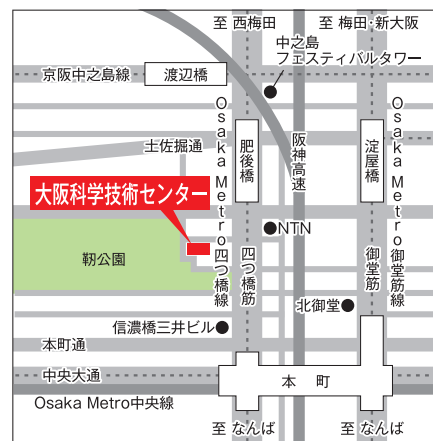 至 西梅田
至 梅田・新大阪
中之島
フェスティバルタワー
京阪中之島線
渡辺橋
Osaka Metro四つ橋線
肥後橋
阪神高速
淀屋橋
Osaka Metro御堂筋線
土佐堀通
大阪科学技術センター
NTN
靭公園
四つ橋筋
御堂筋
北御堂
信濃橋三井ビル
本町通
中央大通
本町
Osaka Metro中央線
至 なんば
至 なんば